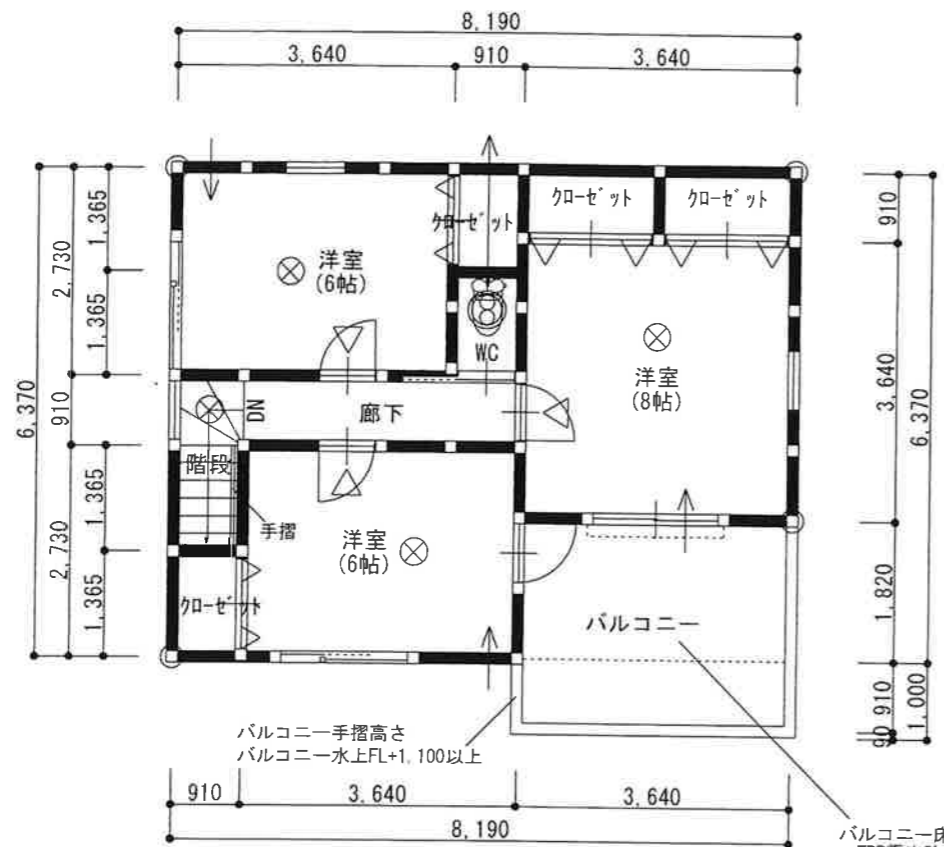 8,190
3,640
910
3,640
6,370
2,730
910
2,730
1,365
1,365
1,365
1,365
クローゼット
クローゼット
クローゼット
洋室
(6帖)
WC
洋室
(8帖)
DN
廊下
階段
手摺
洋室
(6帖)
クローゼット
バルコニー
910
3,640
1,820
910
90
6,370
1,000
バルコニー手摺高さ
バルコニー水上FL+1,100以上
910
3,640
3,640
8,190
バルコニー床